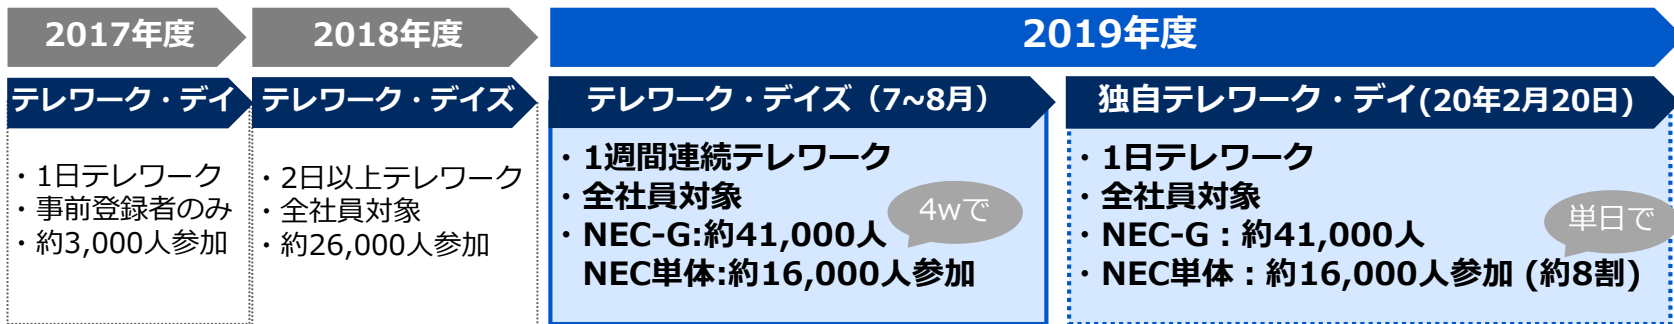 2017年度
2018年度
2019年度
テレワーク・デイ
テレワーク・デイズ
テレワーク・デイズ（7~8月）
独自テレワーク・デイ(20年2月20日)
・1日テレワーク
・事前登録者のみ
・約3,000人参加
・2日以上テレワーク
・全社員対象
・約26,000人参加
・1週間連続テレワーク
・全社員対象
・NEC-G:約41,000人
NEC単体:約16,000人参加
4wで
・1日テレワーク
・全社員対象
・NEC-G：約41,000人
・NEC単体：約16,000人参加 (約8割)
単日で